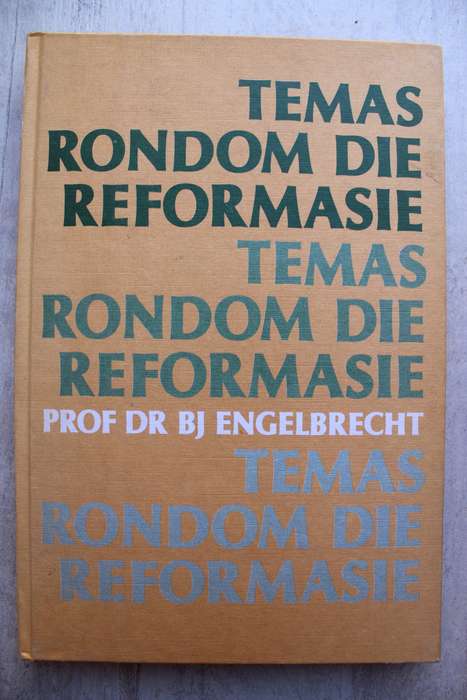 TEMAS
RONDOM DIE
REFORMASIE
TEMAS
RONDOM DIE
REFORMASIE
PROF DR BJ ENGELBRECHT
TEMAS
RONDOM DIE
REFORMASIE